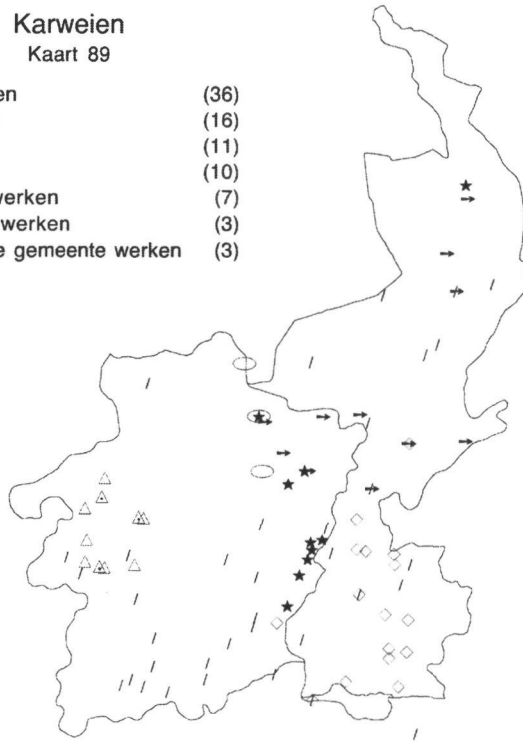 Karweien
Kaart 89
en (36)
(16)
(11)
(10)
werken (7)
werken (3)
e gemeente werken (3)